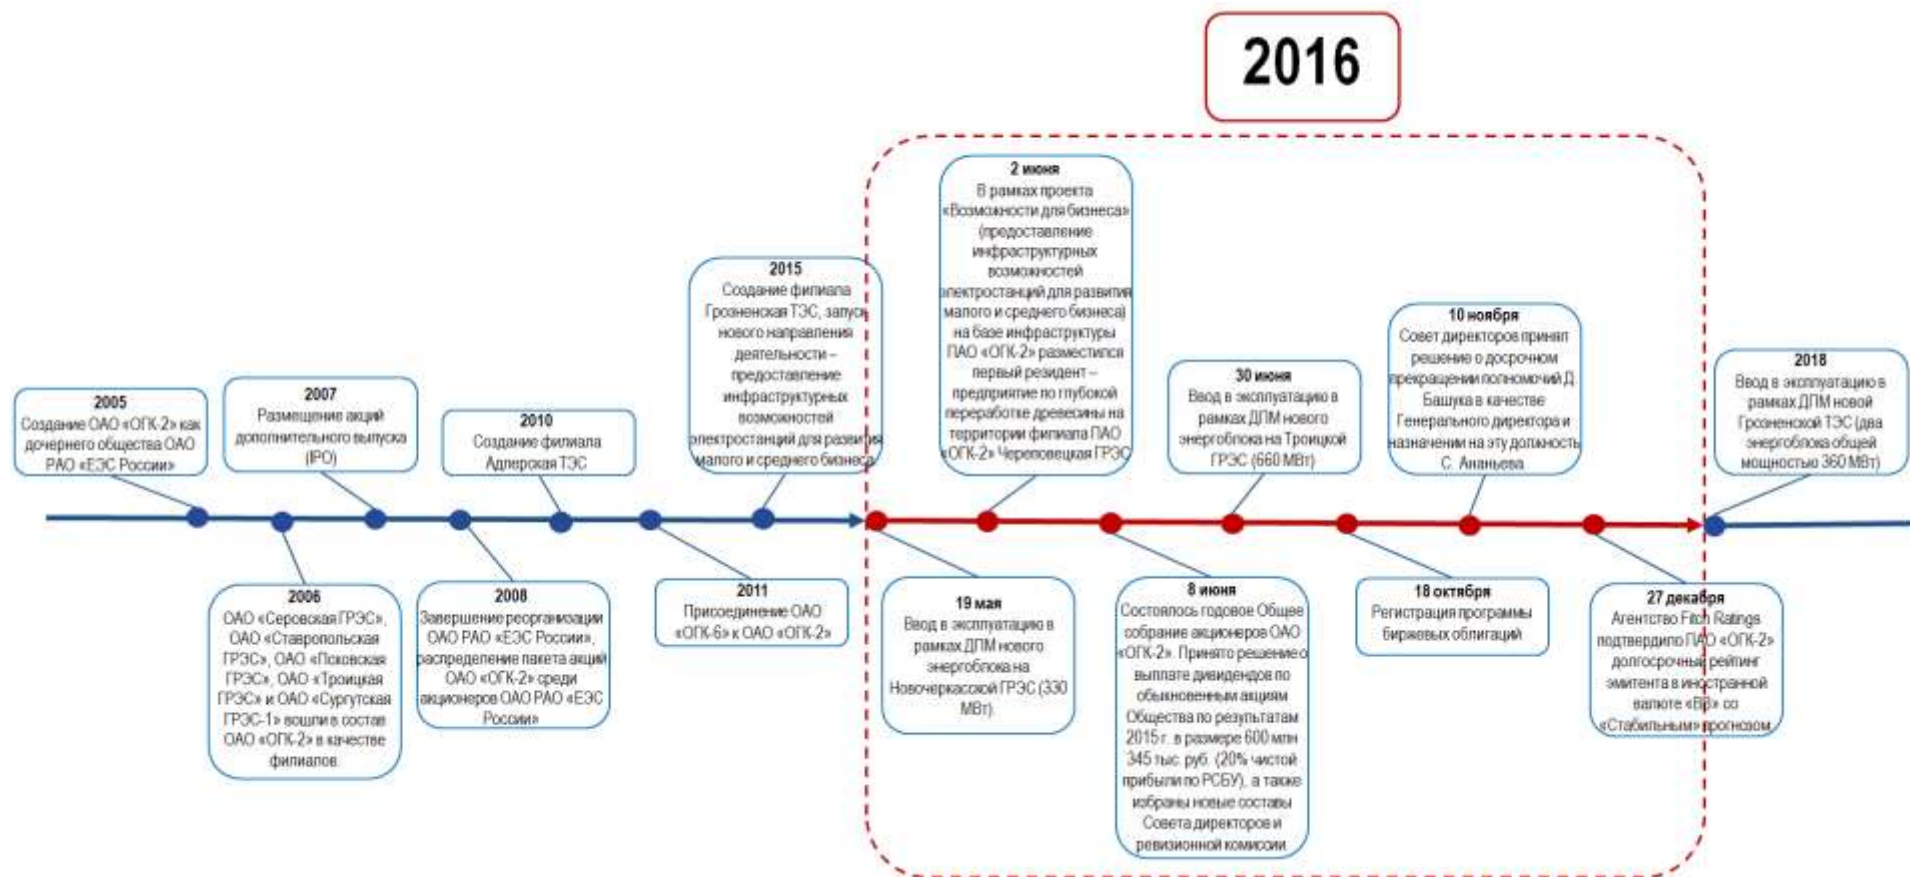 2016
2005
Создание ОАО «ОГК-2» как
дочернего общества ОАО
РАО «ЕЭС России»
2006
ОАО «Серовская ГРЭС»,
ОАО «Ставропольская
ГРЭС», ОАО «Псковская
ГРЭС», ОАО «Троицкая
ГРЭС» и ОАО «Сургутская
ГРЭС-1» вошли в состав
ОАО «ОГК-2» в качестве
филиалов
2007
Размещение акций
дополнительного выпуска
(IPO)
2008
Завершение реорганизации
ОАО РАО «ЕЭС России»,
распределение пакета акций
ОАО «ОГК-2» среди
акционеров ОАО РАО «ЕЭС
России»
2010
Создание филиала
Адлерская ТЭС
2011
Присоединение ОАО
«ОГК-6» к ОАО «ОГК-2»
2015
Создание филиала
Грозненская ТЭС, запуск
нового направления
деятельности –
предоставление
инфраструктурных
возможностей
электростанций для развития
малого и среднего бизнеса
19 мая
Ввод в эксплуатацию в
рамках ДПМ нового
энергоблока на
Новочеркасской ГРЭС (330
МВт)
2 июня
В рамках проекта
«Возможности для бизнеса»
(предоставление
инфраструктурных
возможностей
электростанций для развития
малого и среднего бизнеса)
на базе инфраструктуры
ПАО «ОГК-2» разместился
первый резидент –
предприятие по глубокой
переработке древесины на
территории филиала ПАО
«ОГК-2» Череповецкая ГРЭС
8 июня
Состоялось годовое Общее
собрание акционеров ОАО
«ОГК-2». Принято решение о
выплате дивидендов по
обыкновенным акциям
Общества по результатам
2015 г. в размере 600 млн
345 тыс. руб. (20% чистой
прибыли по РСБУ), а также
избраны новые составы
Совета директоров и
ревизионной комиссии
30 июня
Ввод в эксплуатацию в
рамках ДПМ нового
энергоблока на Троицкой
ГРЭС (660 МВт)
18 октября
Регистрация программы
биржевых облигаций
10 ноября
Совет директоров принял
решение о досрочном
прекращении полномочий Д.
Башука в качестве
Генерального директора и
назначении на эту должность
С. Ананьева
27 декабря
Агентство Fitch Ratings
подтвердило ПАО «ОГК-2»
долгосрочный рейтинг
эмитента в иностранной
валюте «BB» со
«Стабильным» прогнозом
2018
Ввод в эксплуатацию в
рамках ДПМ новой
Грозненской ТЭС (два
энергоблока общей
мощностью 360 МВт)